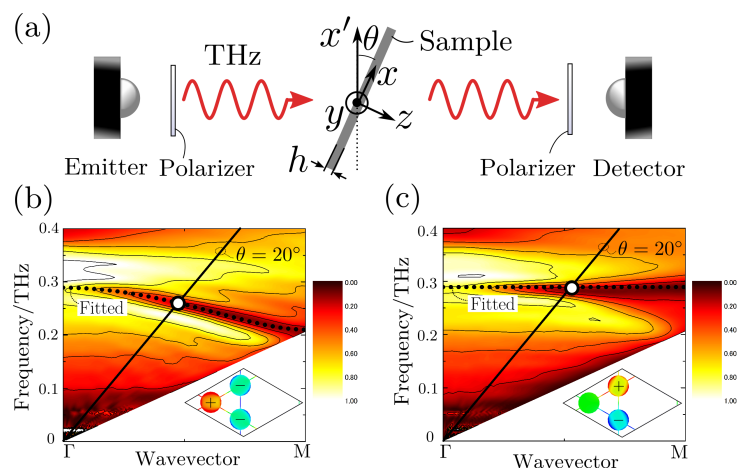 (a)
x′
θ
Sample
THz
x
y
z
h
Emitter
Polarizer
Polarizer
Detector
(b)
(c)
0.4
0.3
0.2
0.1
0
Frequency/THz
θ = 20°
Fitted
+
−
−
Γ
Wavevector
M
0.00
0.20
0.40
0.60
0.80
1.00
0.4
0.3
0.2
0.1
0
Frequency/THz
θ = 20°
Fitted
+
−
Γ
Wavevector
M
0.00
0.20
0.40
0.60
0.80
1.00